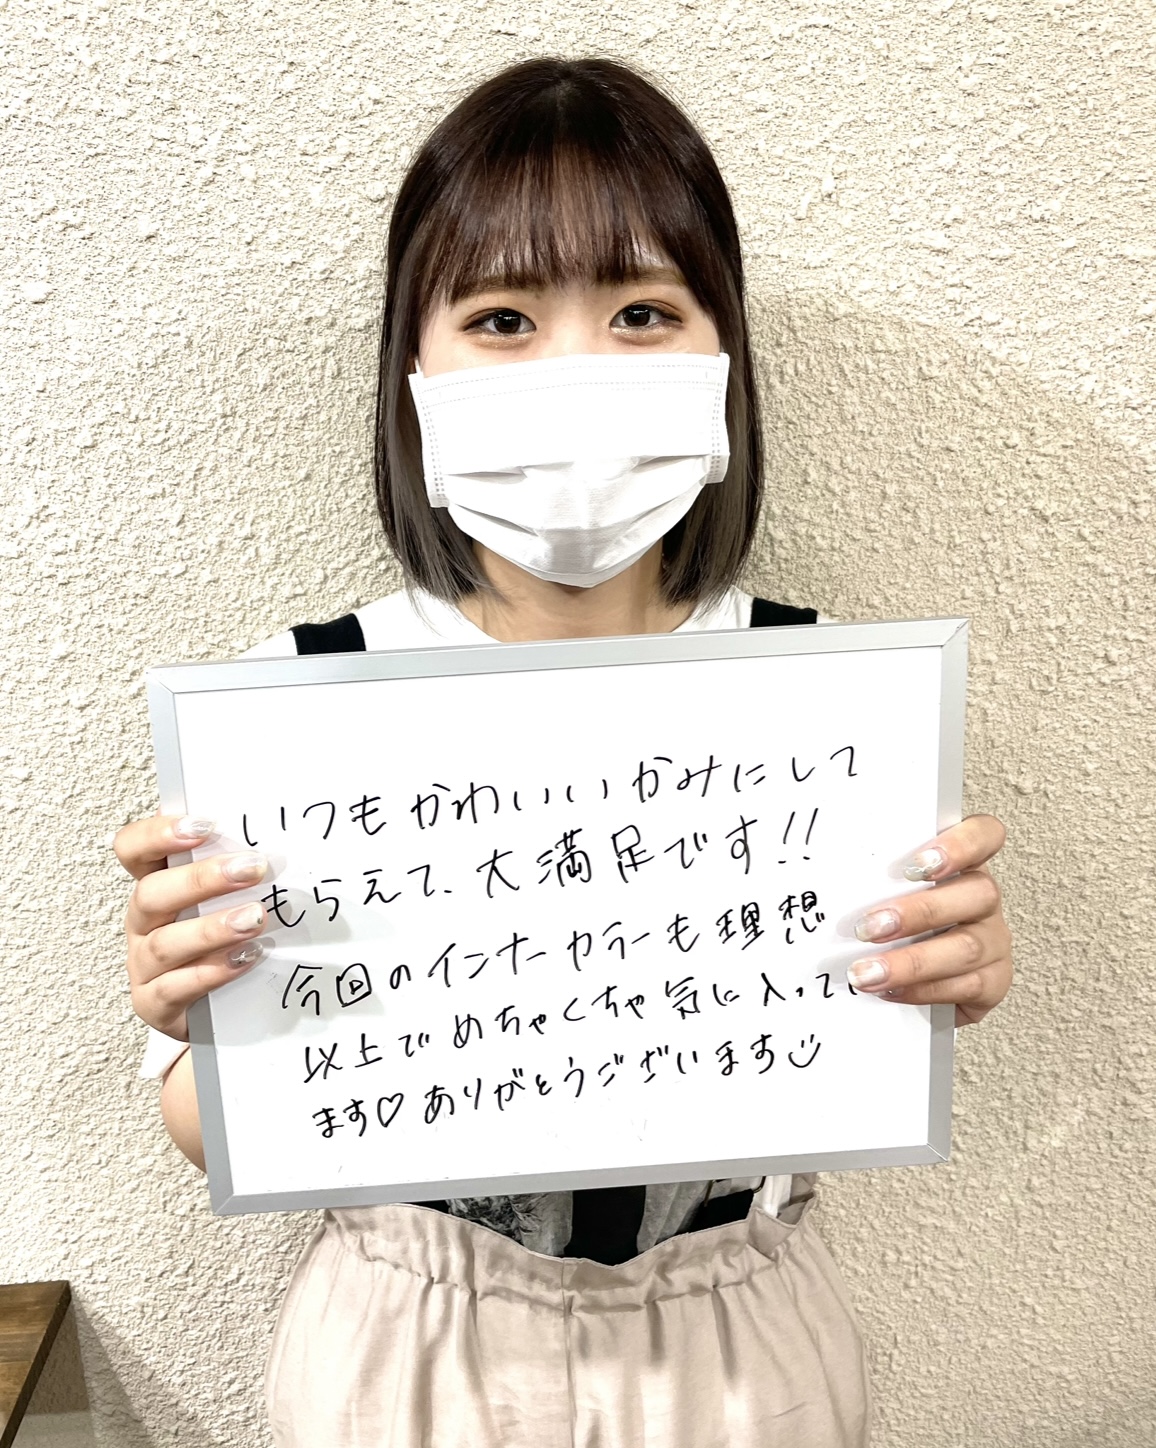 いつもかわいいかみにして
もらえて、大満足です!!
今回のインナーカラーも理想
以上でめちゃくちゃ気に入って
ます♡ありがとうございます